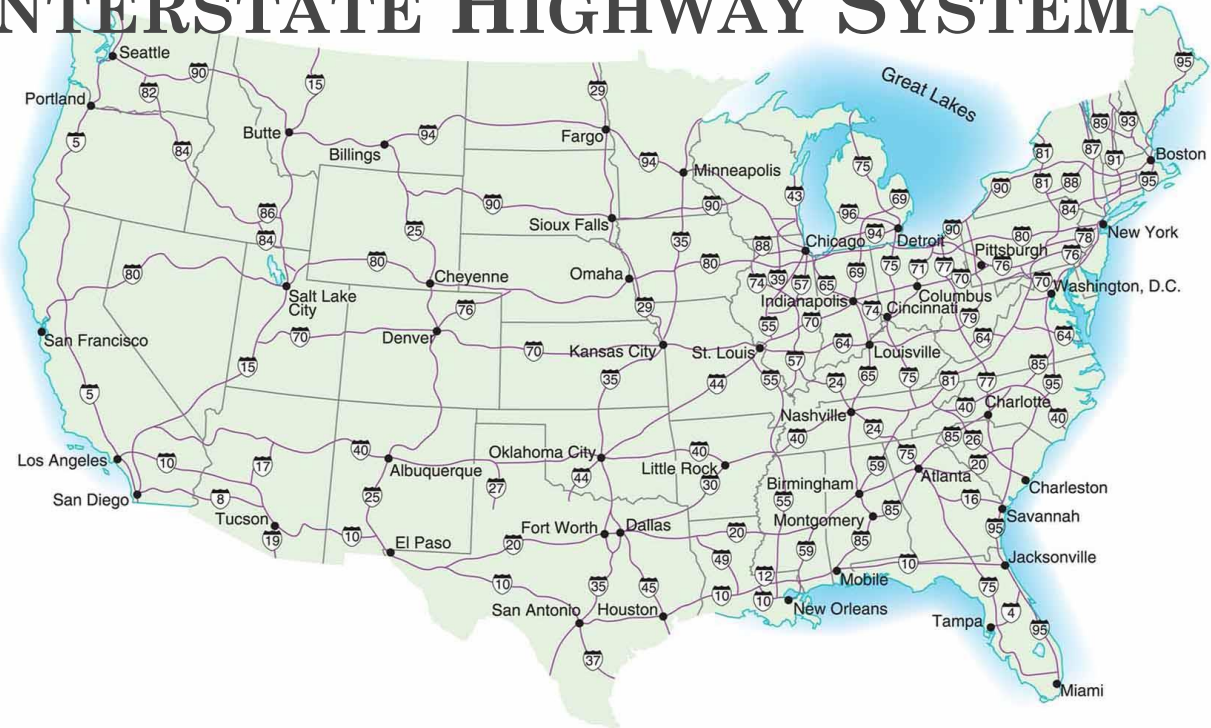 NTERSTATE HIGHWAY SYSTEM
Seattle
90
82
Portland
5
84
15
Butte
Billings
94
29
Fargo
94
Minneapolis
Great Lakes
95
89
93
87
91
Boston
95
81
81
88
90
84
New York
78
76
80
90
Pittsburgh
76
70
Washington, D.C.
75
69
96
94
Detroit
43
Chicago
88
90
90
Sioux Falls
35
80
Omaha
29
86
84
25
80
Cheyenne
80
Salt Lake
City
76
San Francisco
70
Denver
70
15
5
Kansas City
35
St. Louis
44
74
39
57
65
69
75
71
77
70
Indianapolis
74
Columbus
Cincinnati
79
55
70
64
64
64
57
Louisville
55
24
65
75
81
77
85
95
Nashville
40
Charlotte
40
24
40
85
26
75
20
Los Angeles
10
17
40
Albuquerque
San Diego
8
25
27
Oklahoma City
44
40
Little Rock
30
Birmingham
59
Atlanta
Charleston
16
55
Montgomery
85
Savannah
95
85
Tucson
19
10
El Paso
20
Fort Worth
Dallas
20
49
59
10
Jacksonville
12
Mobile
75
10
35
45
10
10
New Orleans
San Antonio
Houston
37
4
Tampa
95
Miami